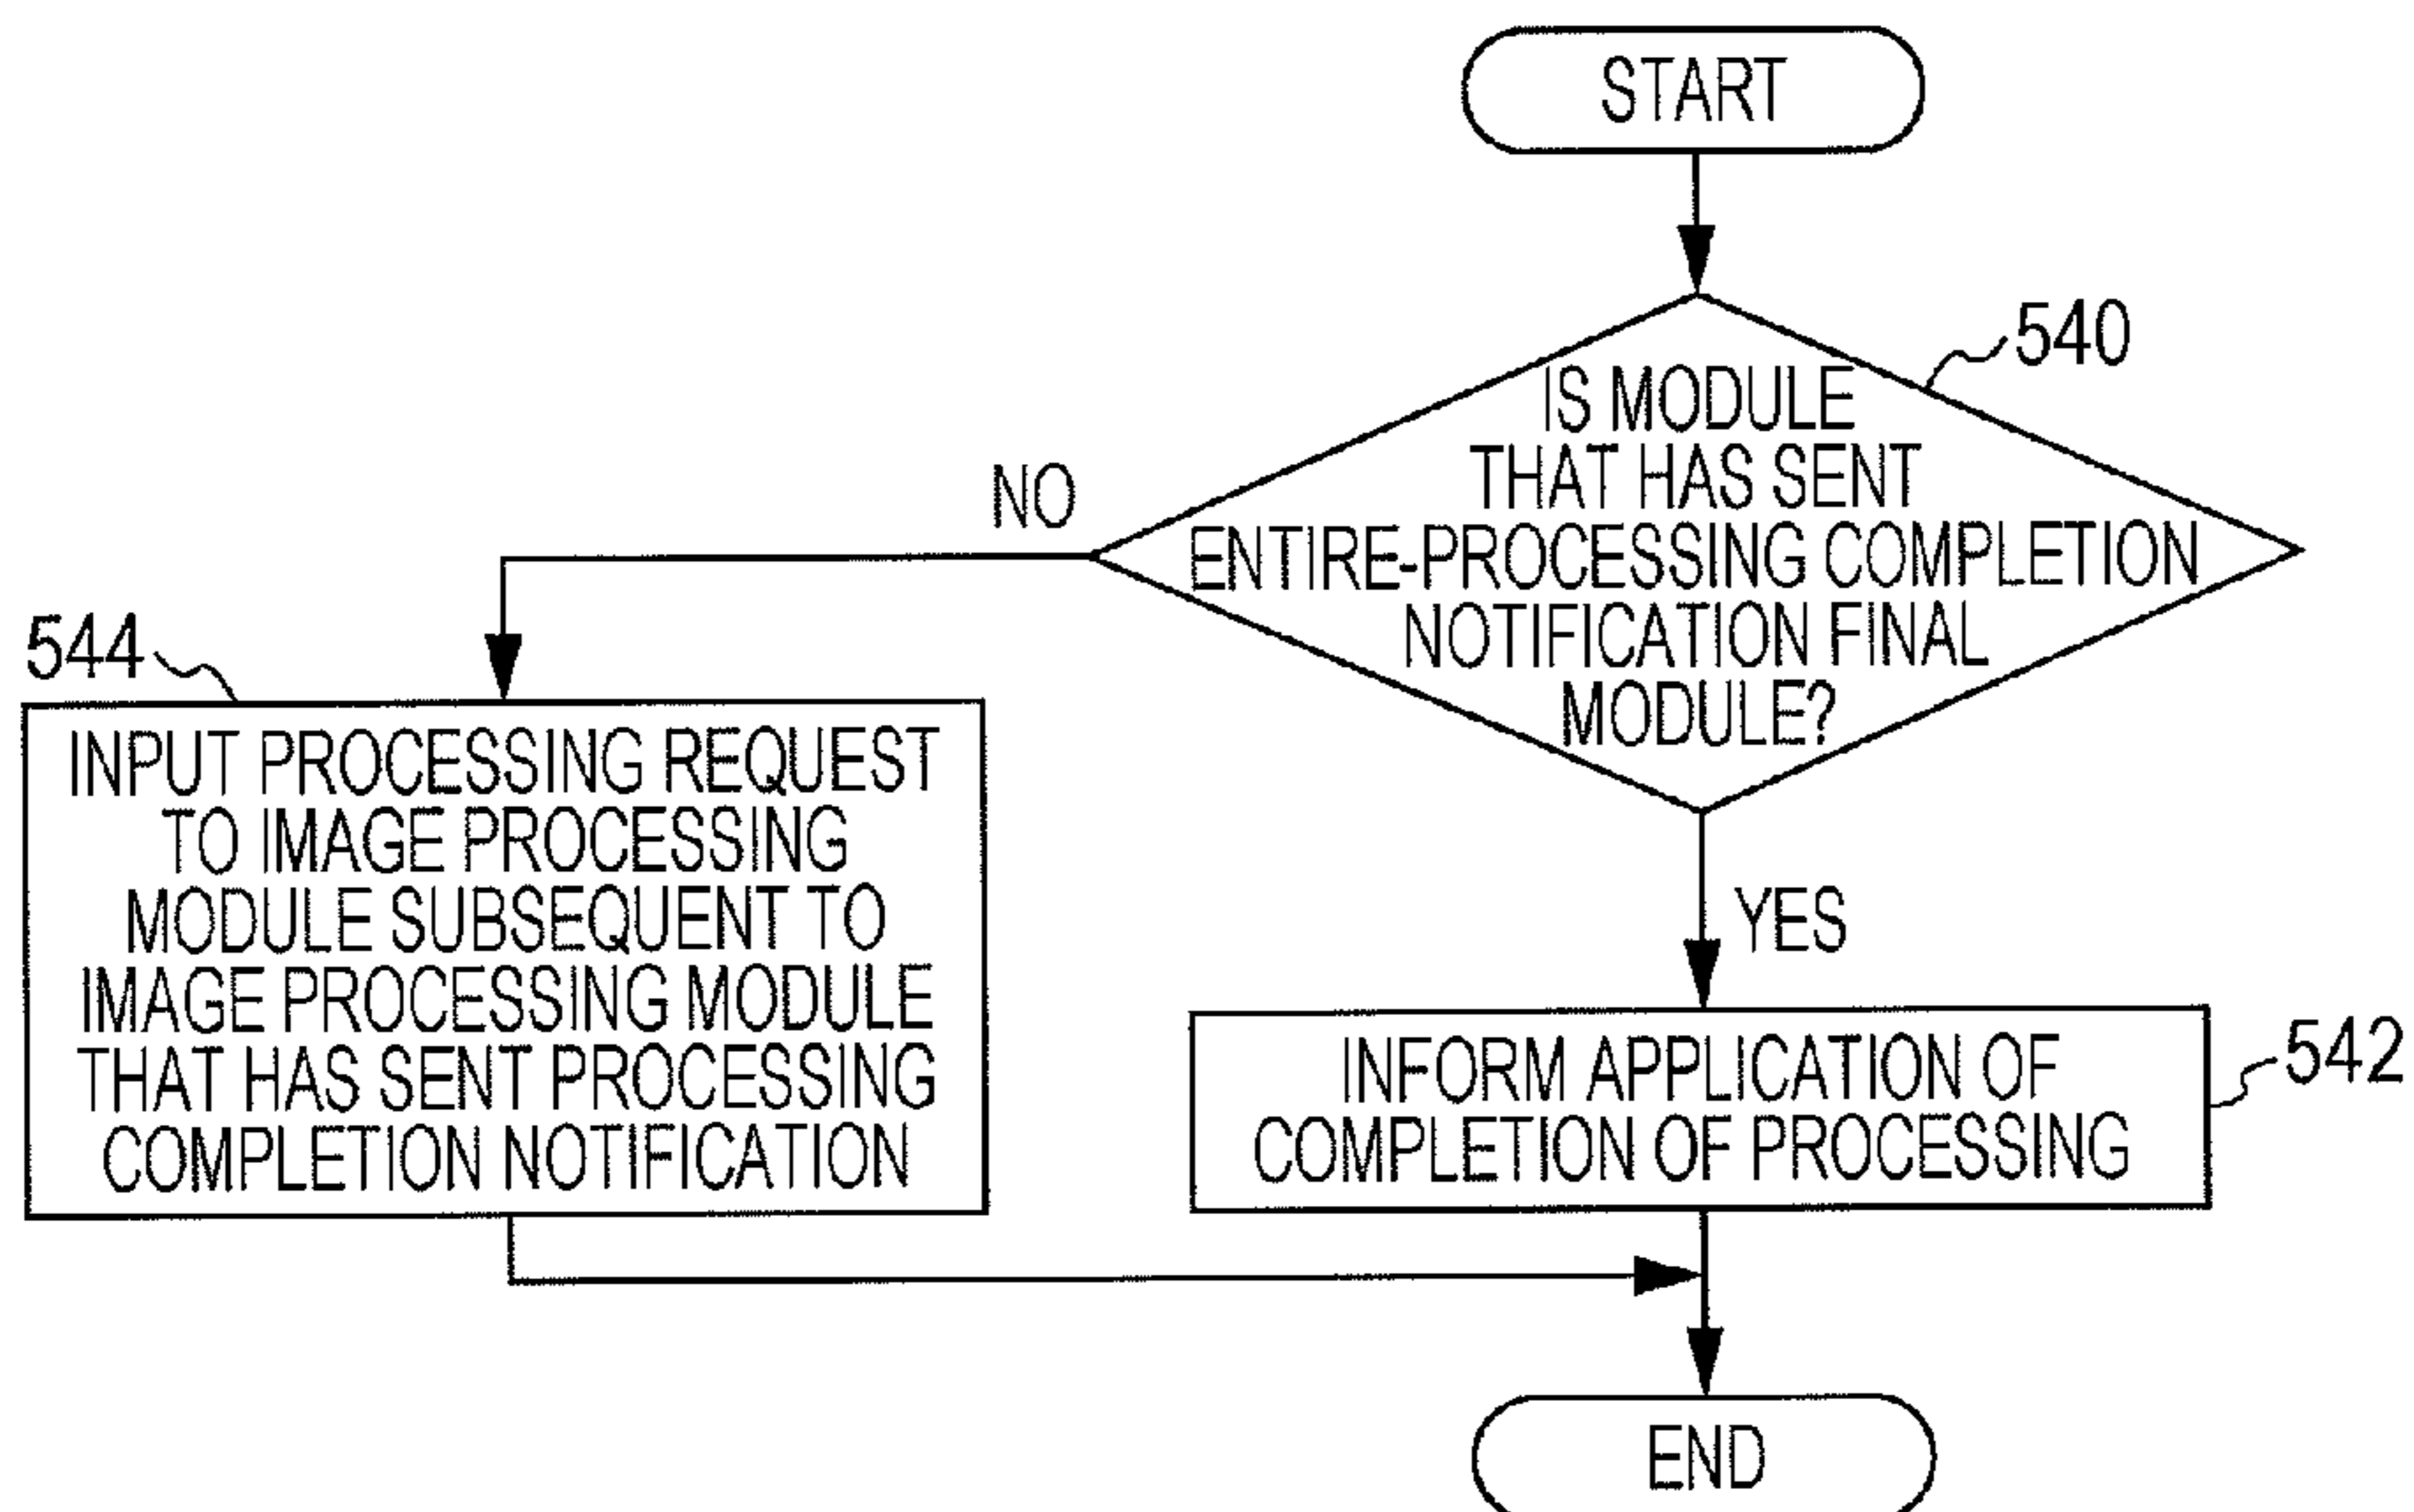 START
540
IS MODULE
THAT HAS SENT
ENTIRE-PROCESSING COMPLETION
NOTIFICATION FINAL
MODULE?
NO
YES
544
INPUT PROCESSING REQUEST
TO IMAGE PROCESSING
MODULE SUBSEQUENT TO
IMAGE PROCESSING MODULE
THAT HAS SENT PROCESSING
COMPLETION NOTIFICATION
542
INFORM APPLICATION OF
COMPLETION OF PROCESSING
END